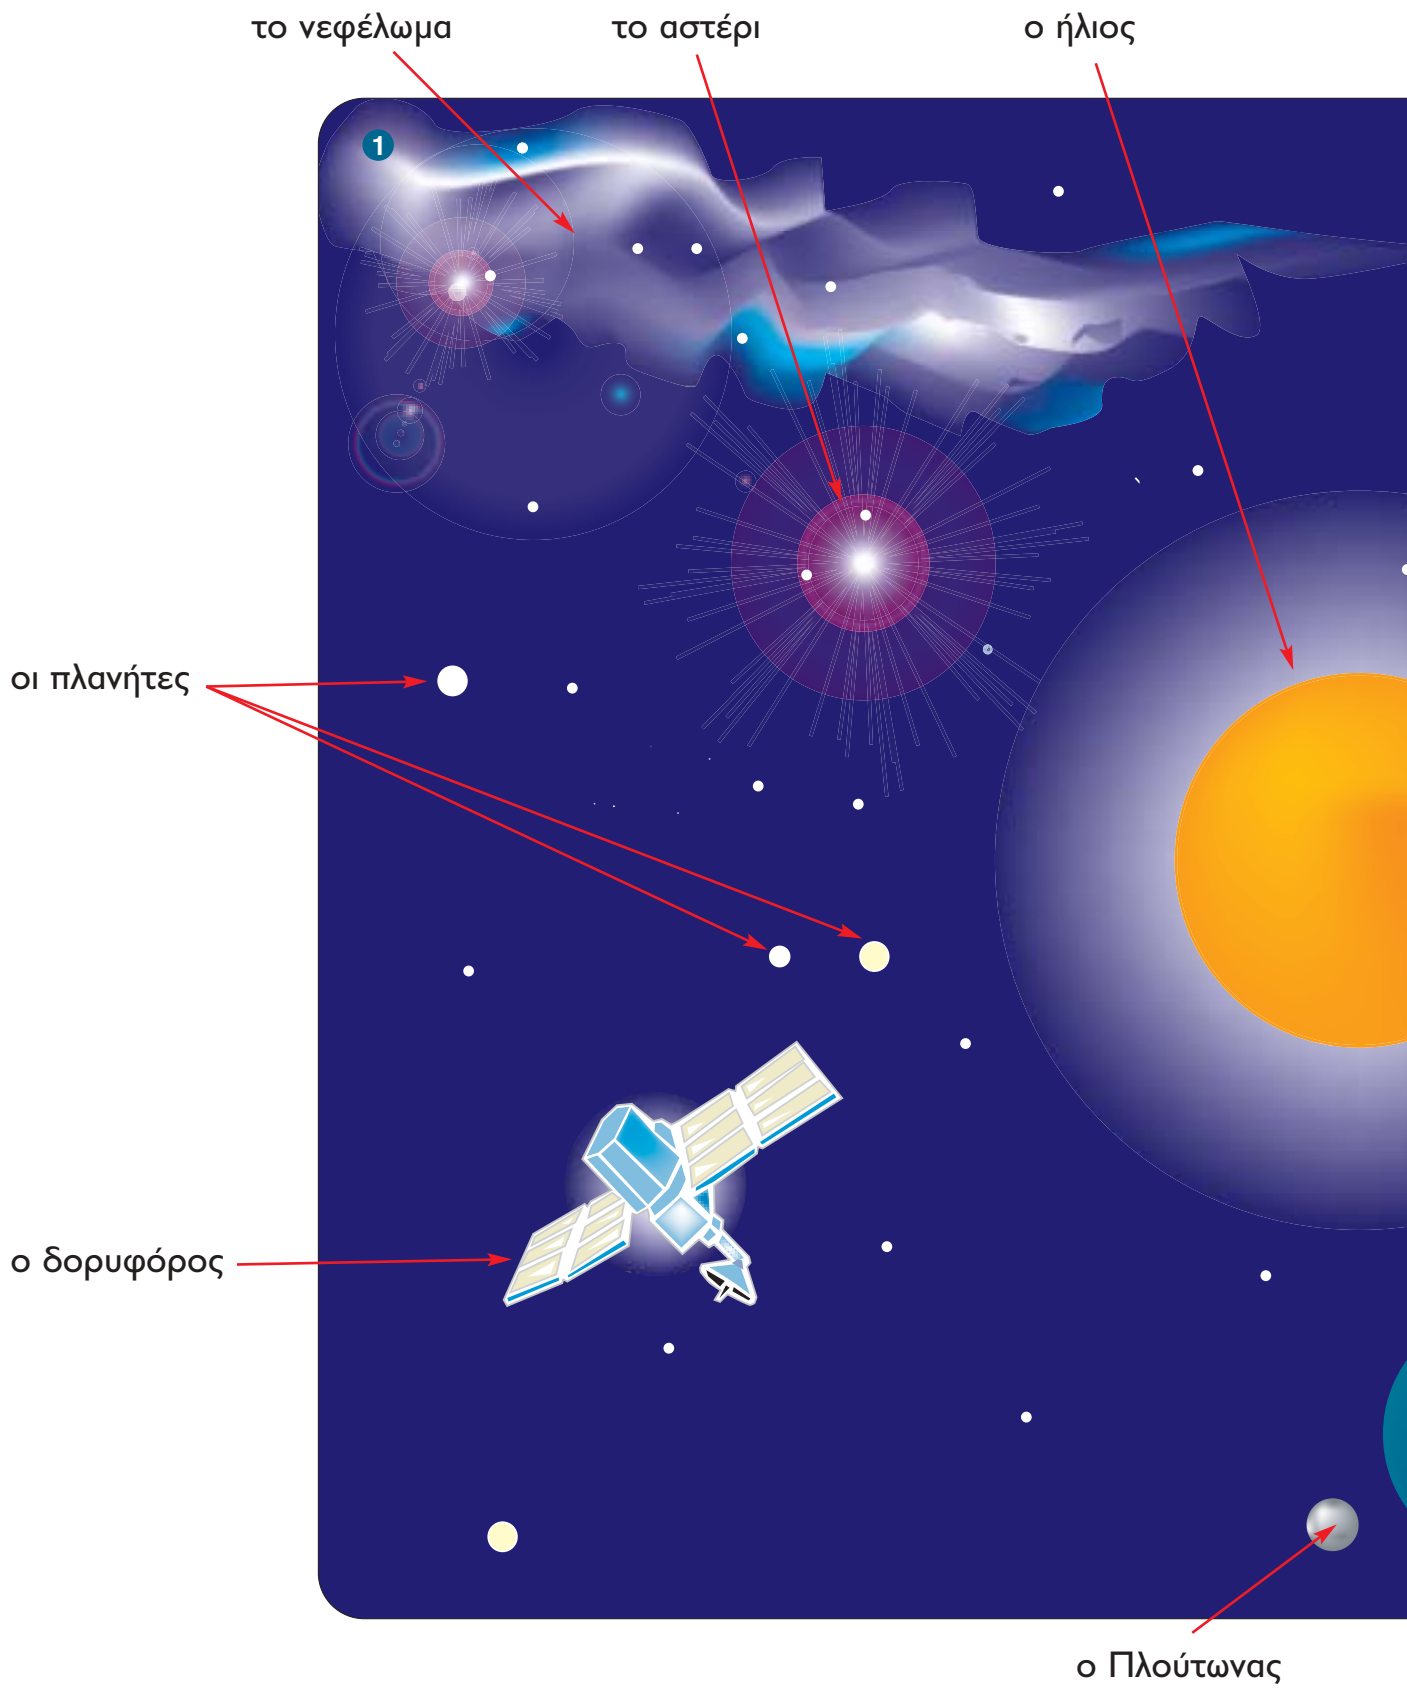 το νεφέλωμα
το αστέρι
ο ήλιος
1
οι πλανήτες
ο δορυφόρος
ο Πλούτωνας